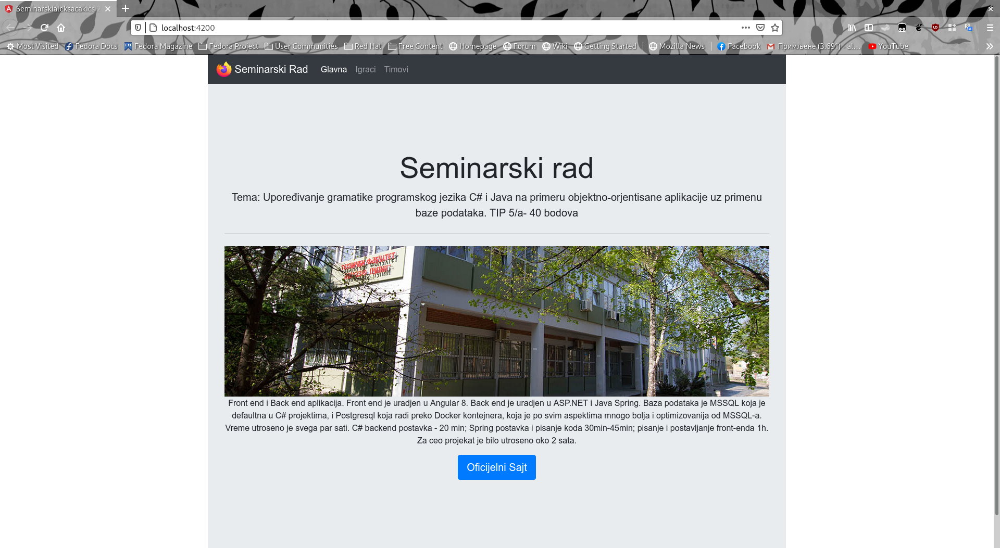 Seminarskialeksacakicsi2
localhost:4200
Most Visited Fedora Docs Fedora Magazine Fedora Project User Communities Red Hat Free Content Homepage Forum Wiki Getting Started Mozilla News Facebook Примљене (3.691) - al... YouTube
Seminarski Rad Glavna Igraci Timovi
Seminarski rad
Tema: Upoređivanje gramatike programskog jezika C# i Java na primeru objektno-orjentisane aplikacije uz primenu
baze podataka. TIP 5/a- 40 bodova
ТЕХНИЧКИ ФАКУЛТЕТ
"МИХАЈЛО ПУПИН"
Front end i Back end aplikacija. Front end je uradjen u Angular 8. Back end je uradjen u ASP.NET i Java Spring. Baza podataka je MSSQL koja je
defaultna u C# projektima, i Postgresql koja radi preko Docker kontejnera, koja je po svim aspektima mnogo bolja i optimizovanija od MSSQL-a.
Vreme utroseno je svega par sati. C# backend postavka - 20 min; Spring postavka i pisanje koda 30min-45min; pisanje i postavljanje front-enda 1h.
Za ceo projekat je bilo utroseno oko 2 sata.
Oficijelni Sajt